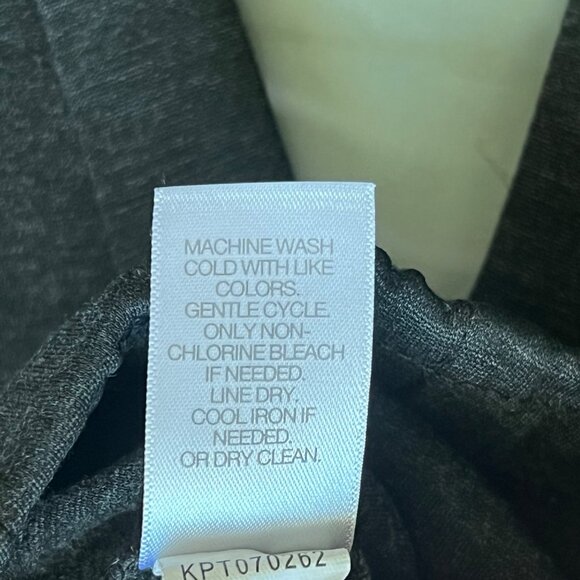 MACHINE WASH
COLD WITH LIKE
COLORS.
GENTLE CYCLE.
ONLY NON-
CHLORINE BLEACH
IF NEEDED.
LINE DRY.
COOL IRON IF
NEEDED.
OR DRY CLEAN.
KPT070262